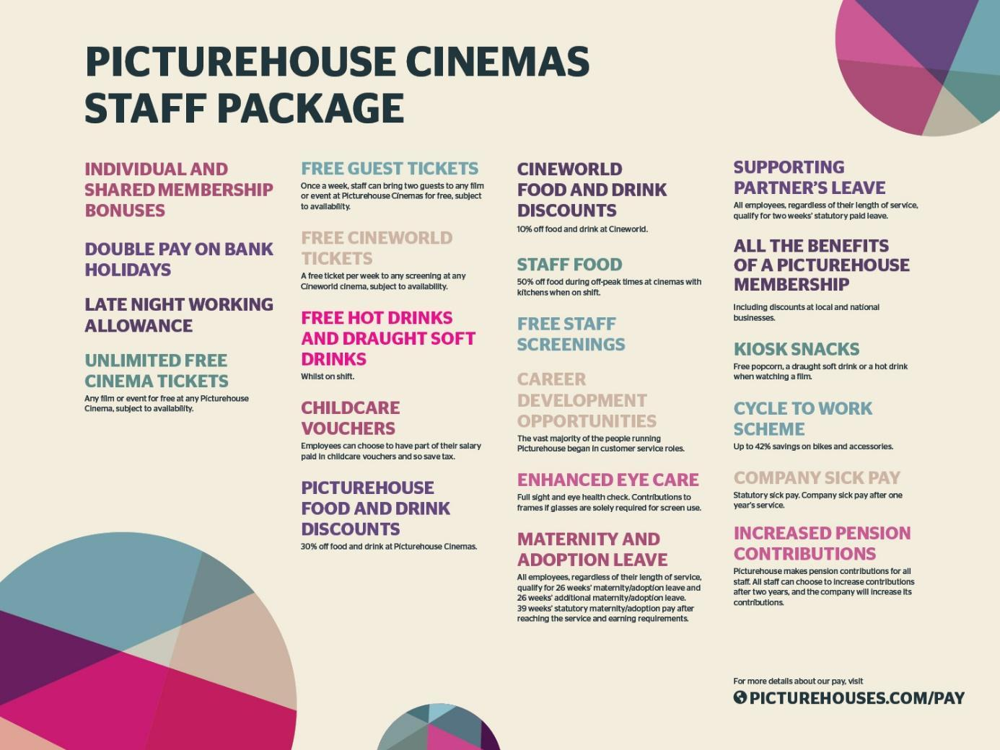 PICTUREHOUSE CINEMAS
STAFF PACKAGE
INDIVIDUAL AND
SHARED MEMBERSHIP
BONUSES
DOUBLE PAY ON BANK
HOLIDAYS
LATE NIGHT WORKING
ALLOWANCE
UNLIMITED FREE
CINEMA TICKETS
Any film or event for free at any Picturehouse
Cinema, subject to availability.
FREE GUEST TICKETS
Once a week, staff can bring two guests to any film
or event at Picturehouse Cinemas for free, subject
to availability.
FREE CINEWORLD
TICKETS
A free ticket per week to any screening at any
Cineworld cinema, subject to availability.
FREE HOT DRINKS
AND DRAUGHT SOFT
DRINKS
Whilst on shift.
CHILDCARE
VOUCHERS
Employees can choose to have part of their salary
paid in childcare vouchers and so save tax.
PICTUREHOUSE
FOOD AND DRINK
DISCOUNTS
30% off food and drink at Picturehouse Cinemas.
CINEWORLD
FOOD AND DRINK
DISCOUNTS
10% off food and drink at Cineworld.
STAFF FOOD
50% off food during off-peak times at cinemas with
kitchens when on shift.
FREE STAFF
SCREENINGS
CAREER
DEVELOPMENT
OPPORTUNITIES
The vast majority of the people running
Picturehouse began in customer service roles.
ENHANCED EYE CARE
Full sight and eye health check. Contributions to
frames if glasses are solely required for screen use.
MATERNITY AND
ADOPTION LEAVE
All employees, regardless of their length of service,
qualify for 26 weeks' maternity/adoption leave and
26 weeks' additional maternity/adoption leave.
39 weeks' statutory maternity/adoption pay after
reaching the service and earning requirements.
SUPPORTING
PARTNER'S LEAVE
All employees, regardless of their length of service,
qualify for two weeks' statutory paid leave.
ALL THE BENEFITS
OF A PICTUREHOUSE
MEMBERSHIP
Including discounts at local and national
businesses.
KIOSK SNACKS
Free popcorn, a draught soft drink or a hot drink
when watching a film.
CYCLE TO WORK
SCHEME
Up to 42% savings on bikes and accessories.
COMPANY SICK PAY
Statutory sick pay. Company sick pay after one
year's service.
INCREASED PENSION
CONTRIBUTIONS
Picturehouse makes pension contributions for all
staff. All staff can choose to increase contributions
after two years, and the company will increase its
contributions.
For more details about our pay, visit
PICTUREHOUSES.COM/PAY